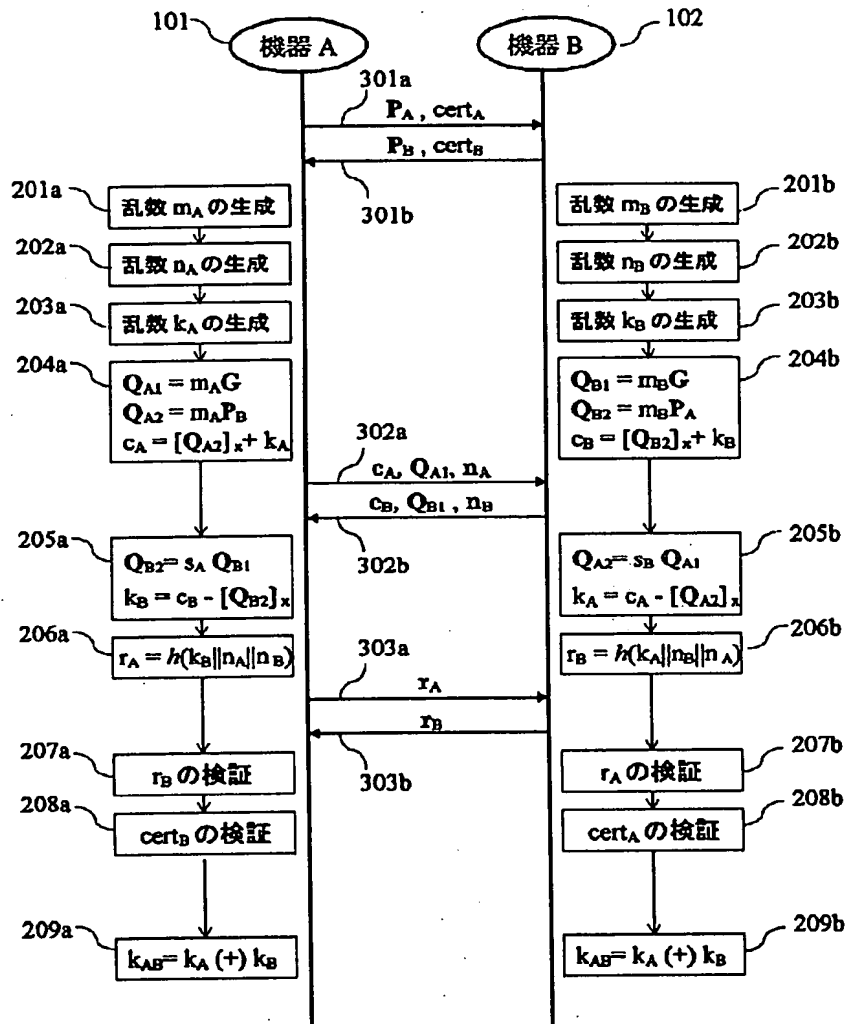 101
機器 A
機器 B
102
301a
P_A , cert_A
P_B , cert_B
301b
201a
乱数 m_A の生成
201b
乱数 m_B の生成
202a
乱数 n_A の生成
202b
乱数 n_B の生成
203a
乱数 k_A の生成
203b
乱数 k_B の生成
204a
Q_A1 = m_A G
Q_A2 = m_A P_B
c_A = [Q_A2]_x + k_A
204b
Q_B1 = m_B G
Q_B2 = m_B P_A
c_B = [Q_B2]_x + k_B
302a
c_A, Q_A1, n_A
c_B, Q_B1 , n_B
302b
205a
Q_B2 = s_A Q_B1
k_B = c_B - [Q_B2]_x
205b
Q_A2 = s_B Q_A1
k_A = c_A - [Q_A2]_x
206a
r_A = h(k_B||n_A||n_B)
206b
r_B = h(k_A||n_B||n_A)
303a
r_A
r_B
303b
207a
r_B の検証
207b
r_A の検証
208a
cert_B の検証
208b
cert_A の検証
209a
k_AB = k_A (+) k_B
209b
k_AB = k_A (+) k_B